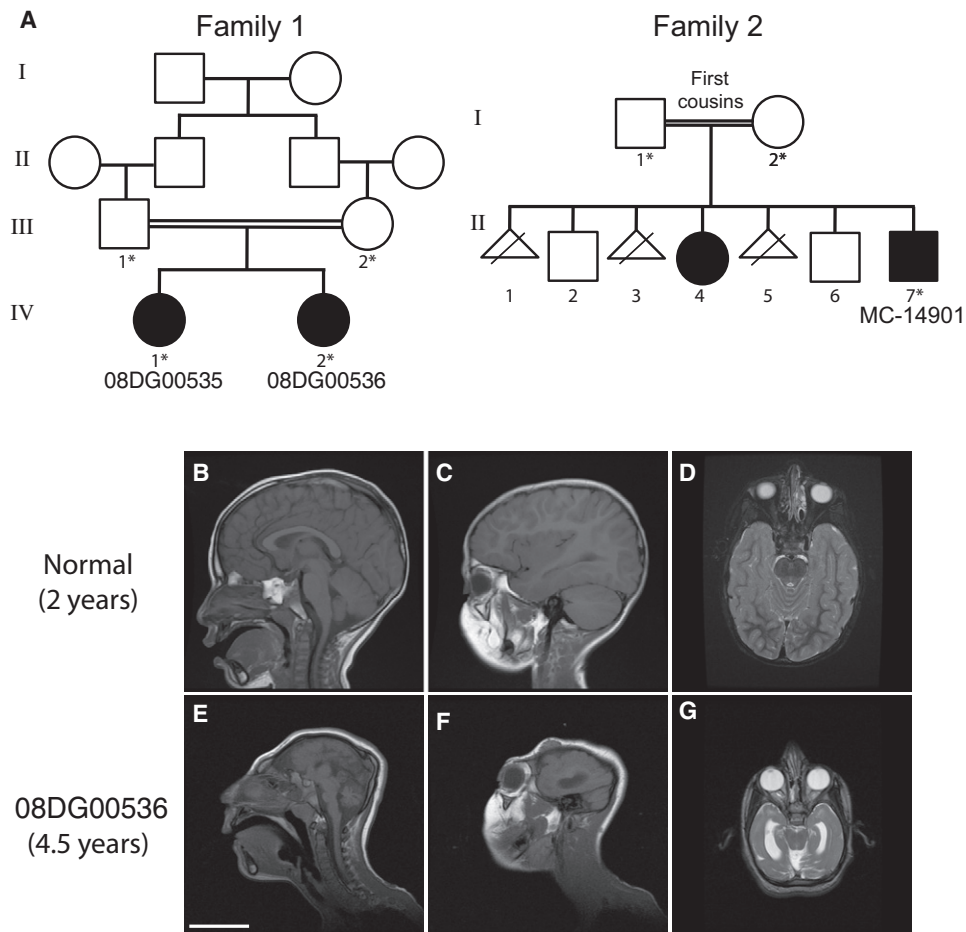 A
Family 1
Family 2
I
II
III
IV
1*
2*
1*
08DG00535
2*
08DG00536
First
cousins
I
II
1*
2*
1
2
3
4
5
6
7*
MC-14901
B
C
D
Normal
(2 years)
E
F
G
08DG00536
(4.5 years)